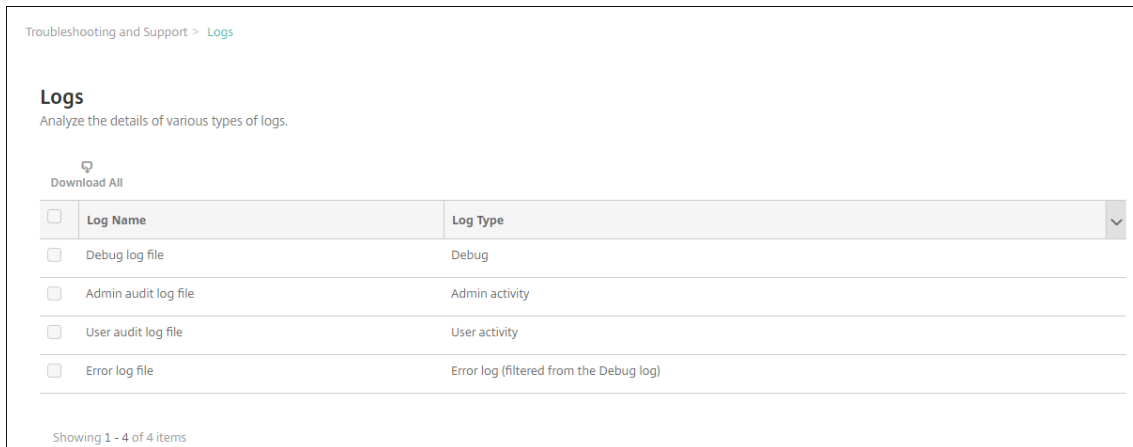 Troubleshooting and Support > Logs
Logs
Analyze the details of various types of logs.
Download All
Log Name Log Type
Debug log file Debug
Admin audit log file Admin activity
User audit log file User activity
Error log file Error log (filtered from the Debug log)
Showing 1 - 4 of 4 items